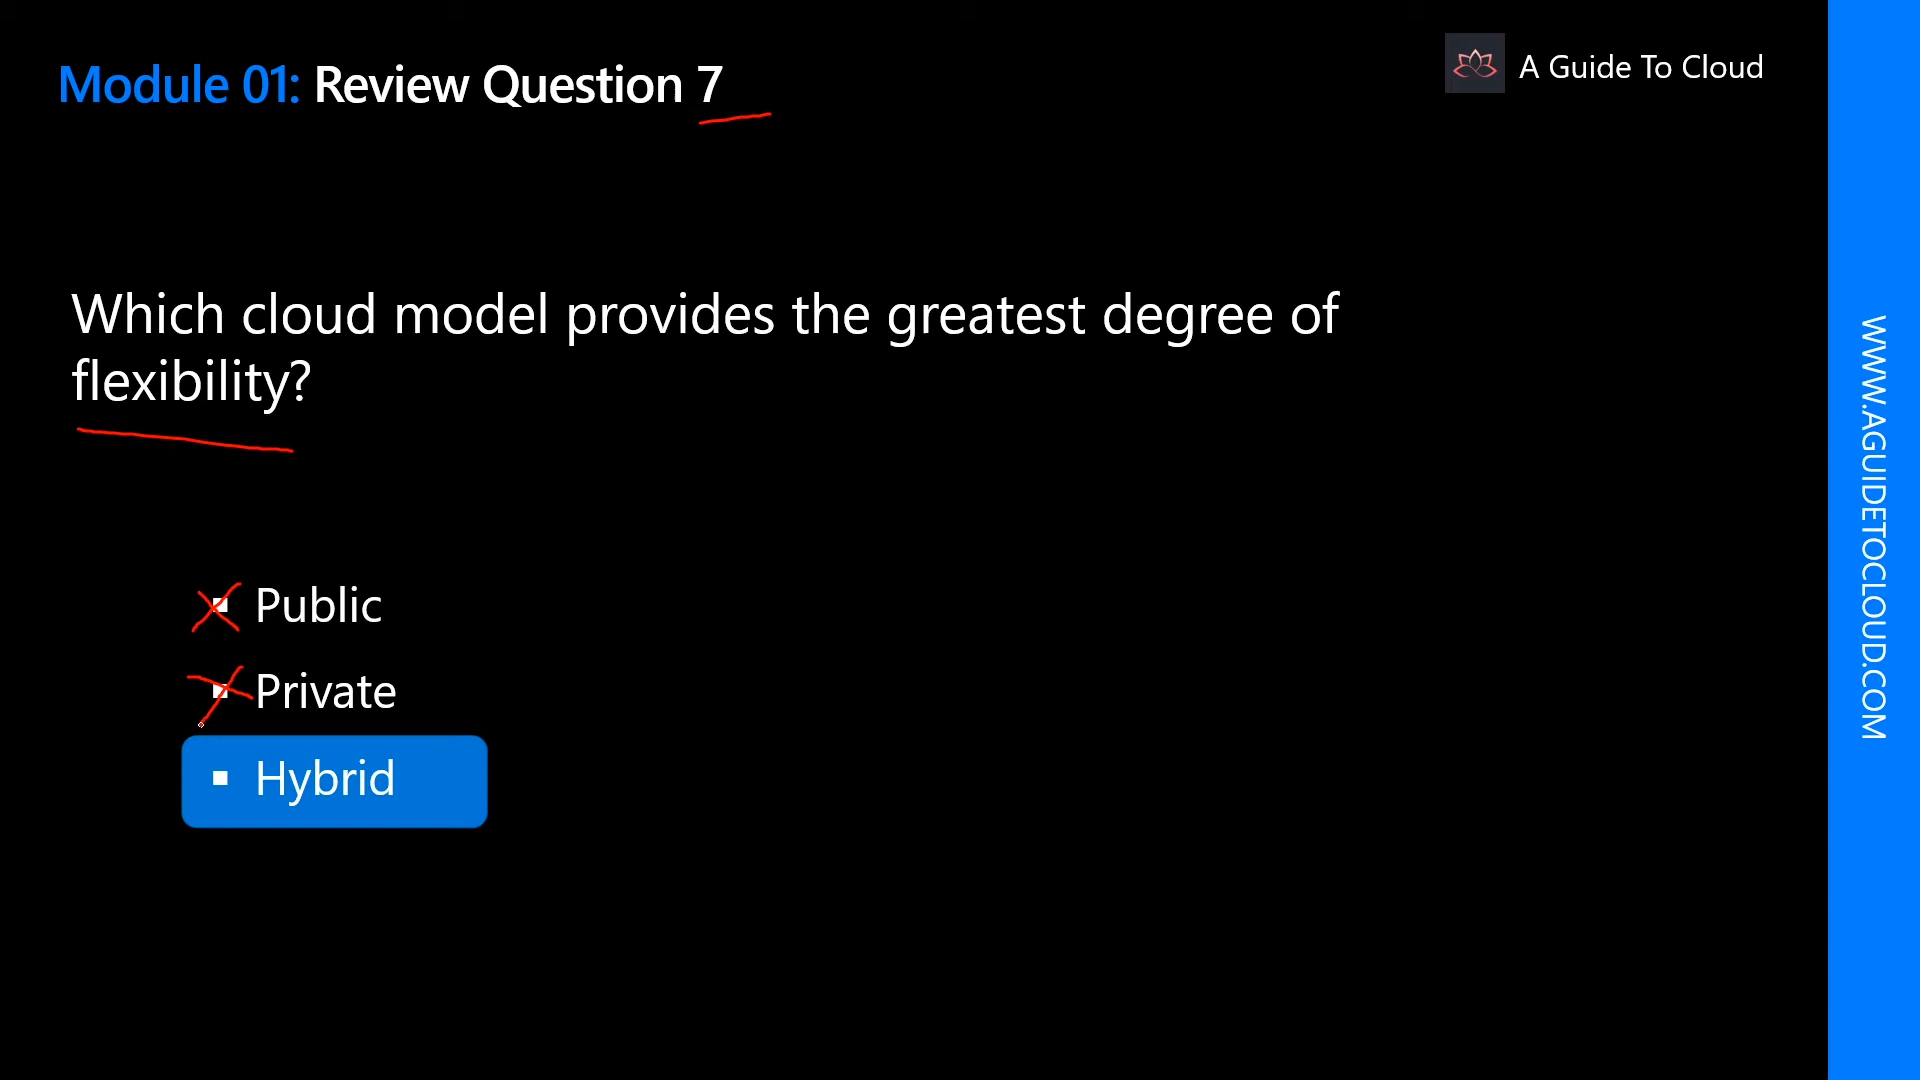 Module 01: Review Question 7
A Guide To Cloud
Which cloud model provides the greatest degree of
flexibility?
▪ Public
▪ Private
▪ Hybrid
WWW.AGUIDETOCLOUD.COM